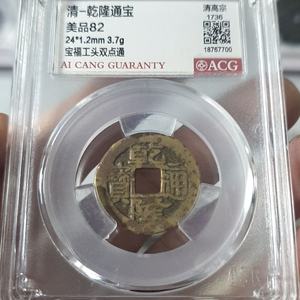 清-乾隆通宝
美品82
24*1.2mm 3.7g
宝福工头双点通
AI CANG GUARANTY
清高宗
1736
18767700
ACG
乾隆通寳